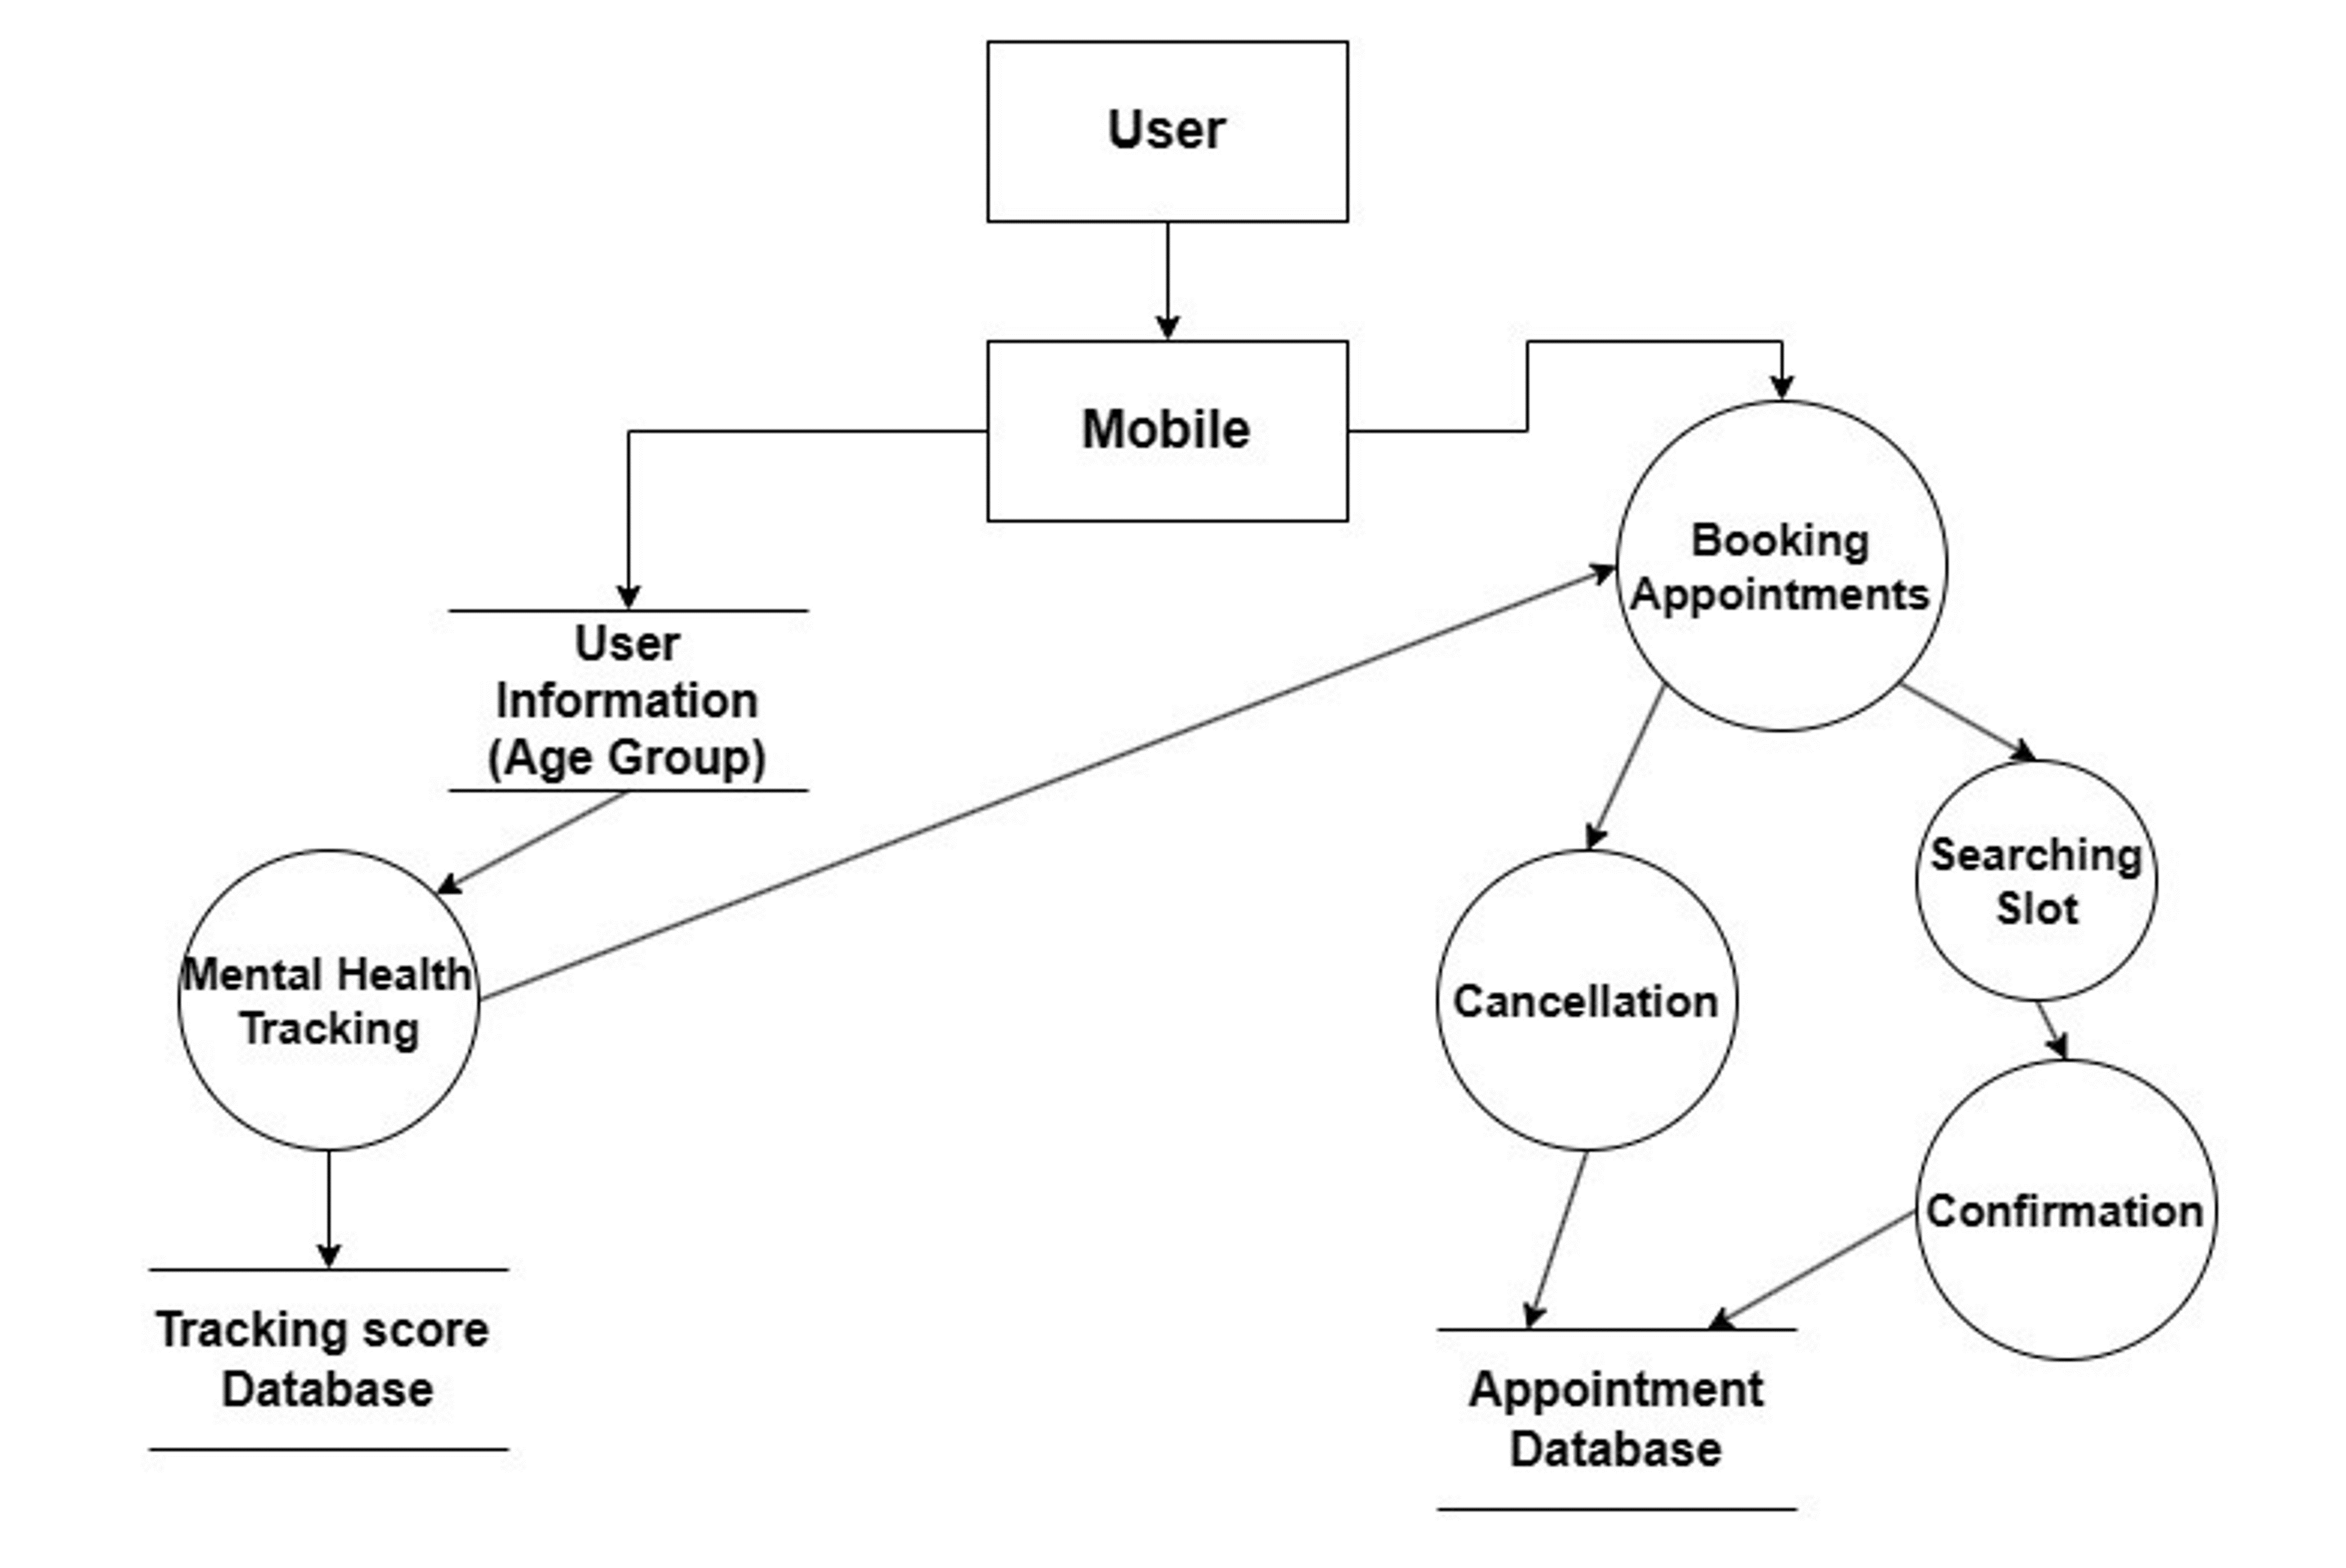 User
Mobile
Booking
Appointments
User
Information
(Age Group)
Searching
Slot
Mental Health
Tracking
Cancellation
Confirmation
Tracking score
Database
Appointment
Database